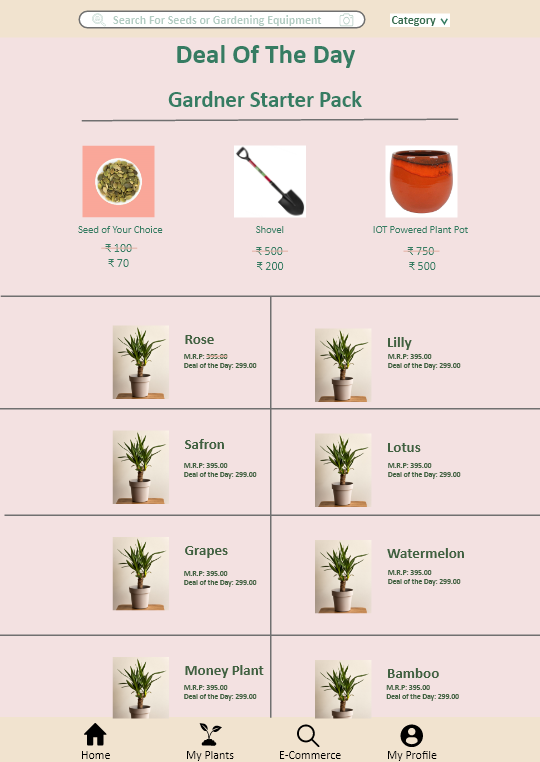 Search For Seeds or Gardening Equipment
Category
Deal Of The Day
Gardner Starter Pack
Seed of Your Choice
₹ 100
₹ 70
Shovel
₹ 500
₹ 200
IOT Powered Plant Pot
₹ 750
₹ 500
Rose
M.R.P: 395.00
Deal of the Day: 299.00
Lilly
M.R.P: 395.00
Deal of the Day: 299.00
Safron
M.R.P: 395.00
Deal of the Day: 299.00
Lotus
M.R.P: 395.00
Deal of the Day: 299.00
Grapes
M.R.P: 395.00
Deal of the Day: 299.00
Watermelon
M.R.P: 395.00
Deal of the Day: 299.00
Money Plant
M.R.P: 395.00
Deal of the Day: 299.00
Bamboo
M.R.P: 395.00
Deal of the Day: 299.00
Home
My Plants
E-Commerce
My Profile